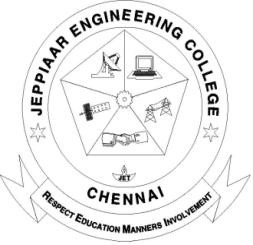 JEPPIAAR ENGINEERING COLLEGE
JET
CHENNAI
RESPECT EDUCATION MANNERS INVOLVEMENT